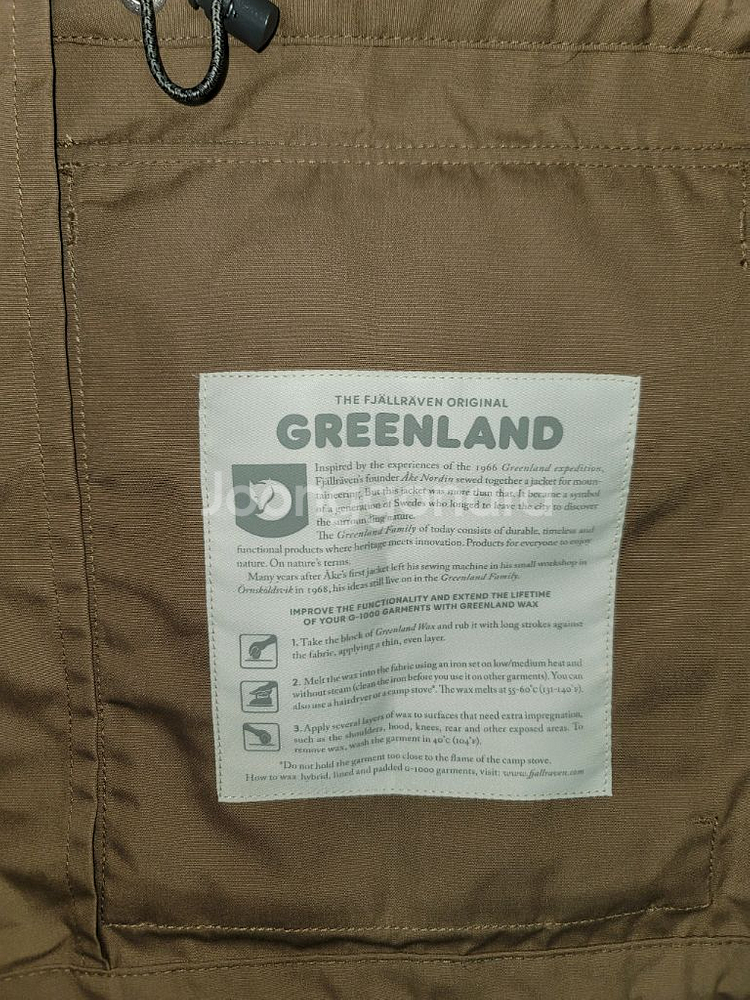 THE FJÄLLRÄVEN ORIGINAL
GREENLAND
Inspired by the experiences of the 1966 Greenland expedition,
Fjällräven's founder Åke Nordin sewed together a jacket for moun-
taineering. But this jacket was more than that. It became a symbol
of a generation of Swedes who longed to leave the city to discover
the surrounding nature.
The Greenland Family of today consists of durable, timeless and
functional products where heritage meets innovation. Products for everyone to enjoy
nature. On nature's terms.
Many years after Åke's first jacket left his sewing machine in his small workshop in
Örnsköldsvik in 1968, his ideas still live on in the Greenland Family.
IMPROVE THE FUNCTIONALITY AND EXTEND THE LIFETIME
OF YOUR G-1000 GARMENTS WITH GREENLAND WAX
1. Take the block of Greenland Wax and rub it with long strokes against
the fabric, applying a thin, even layer.
2. Melt the wax into the fabric using an iron set on low/medium heat and
without steam (clean the iron before you use it on other garments). You can
also use a hairdryer or a camp stove*. The wax melts at 55-60°C (131-140°F).
3. Apply several layers of wax to surfaces that need extra impregnation,
such as the shoulders, hood, knees, rear and other exposed areas. To
remove wax, wash the garment in 40°C (104°F).
*Do not hold the garment too close to the flame of the camp stove.
How to wax hybrid, lined and padded G-1000 garments, visit: www.fjallraven.com